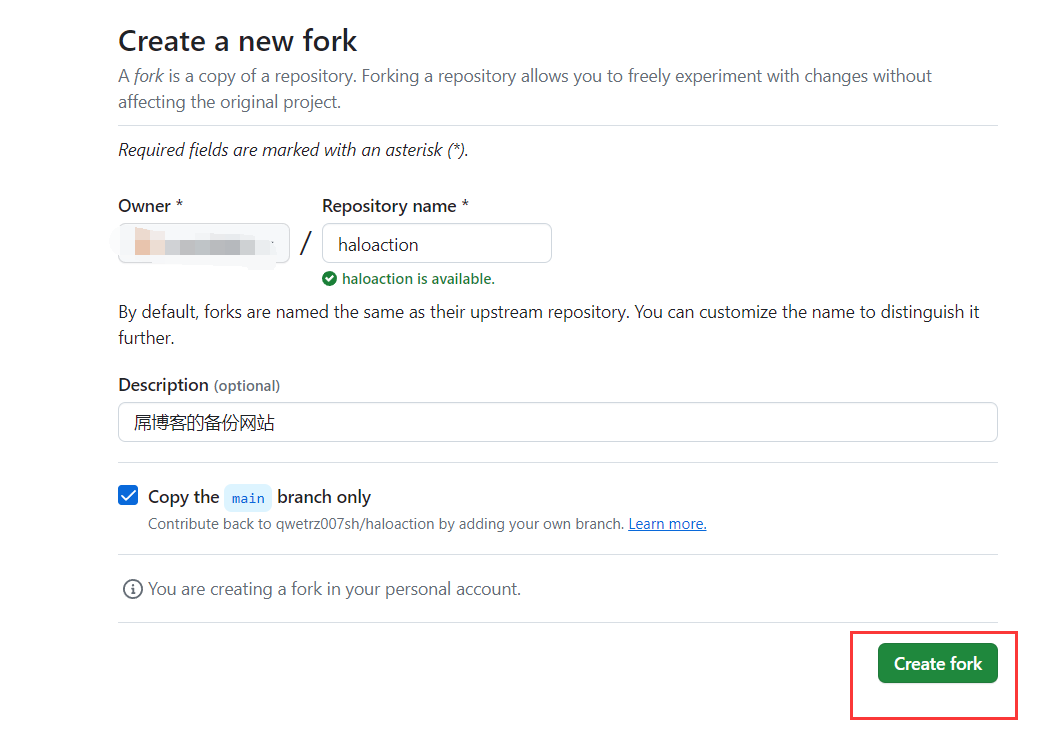 Create a new fork
A fork is a copy of a repository. Forking a repository allows you to freely experiment with changes without
affecting the original project.
Required fields are marked with an asterisk (*).
Owner *
Repository name *
/
haloaction
haloaction is available.
By default, forks are named the same as their upstream repository. You can customize the name to distinguish it
further.
Description (optional)
屌博客的备份网站
Copy the main branch only
Contribute back to qwetrz007sh/haloaction by adding your own branch. Learn more.
You are creating a fork in your personal account.
Create fork